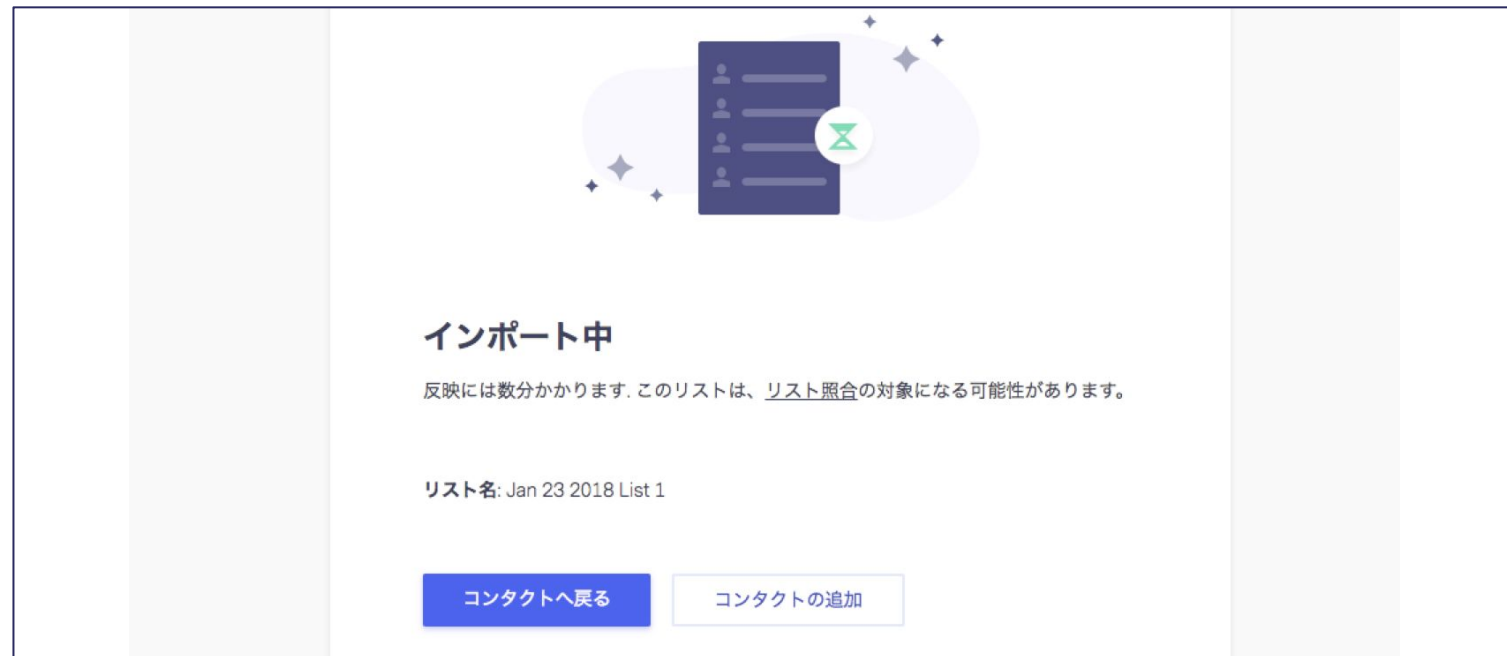 インポート中
反映には数分かかります. このリストは、リスト照合の対象になる可能性があります。
リスト名: Jan 23 2018 List 1
コンタクトへ戻る
コンタクトの追加